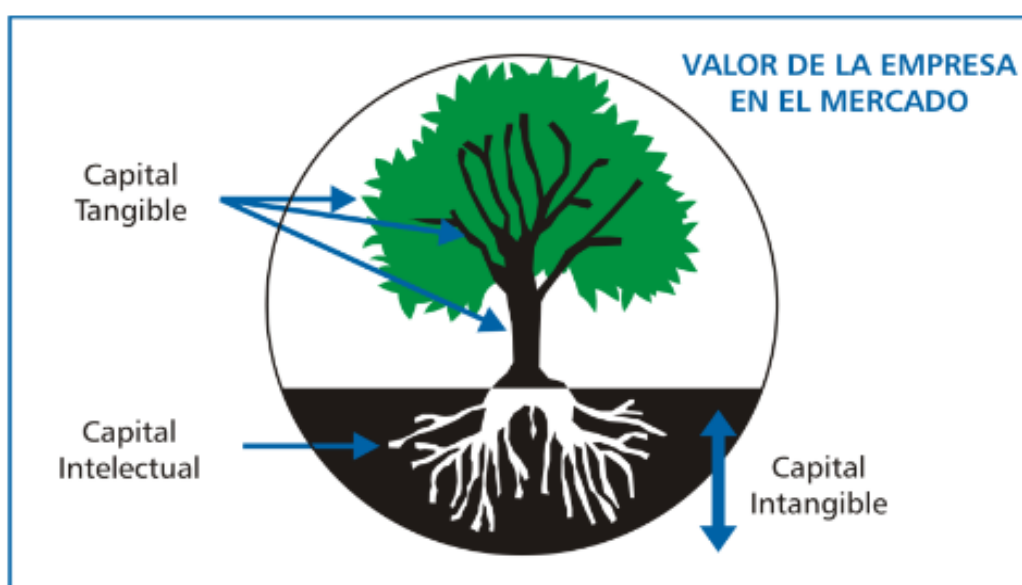 VALOR DE LA EMPRESA
EN EL MERCADO
Capital
Tangible
Capital
Intelectual
Capital
Intangible